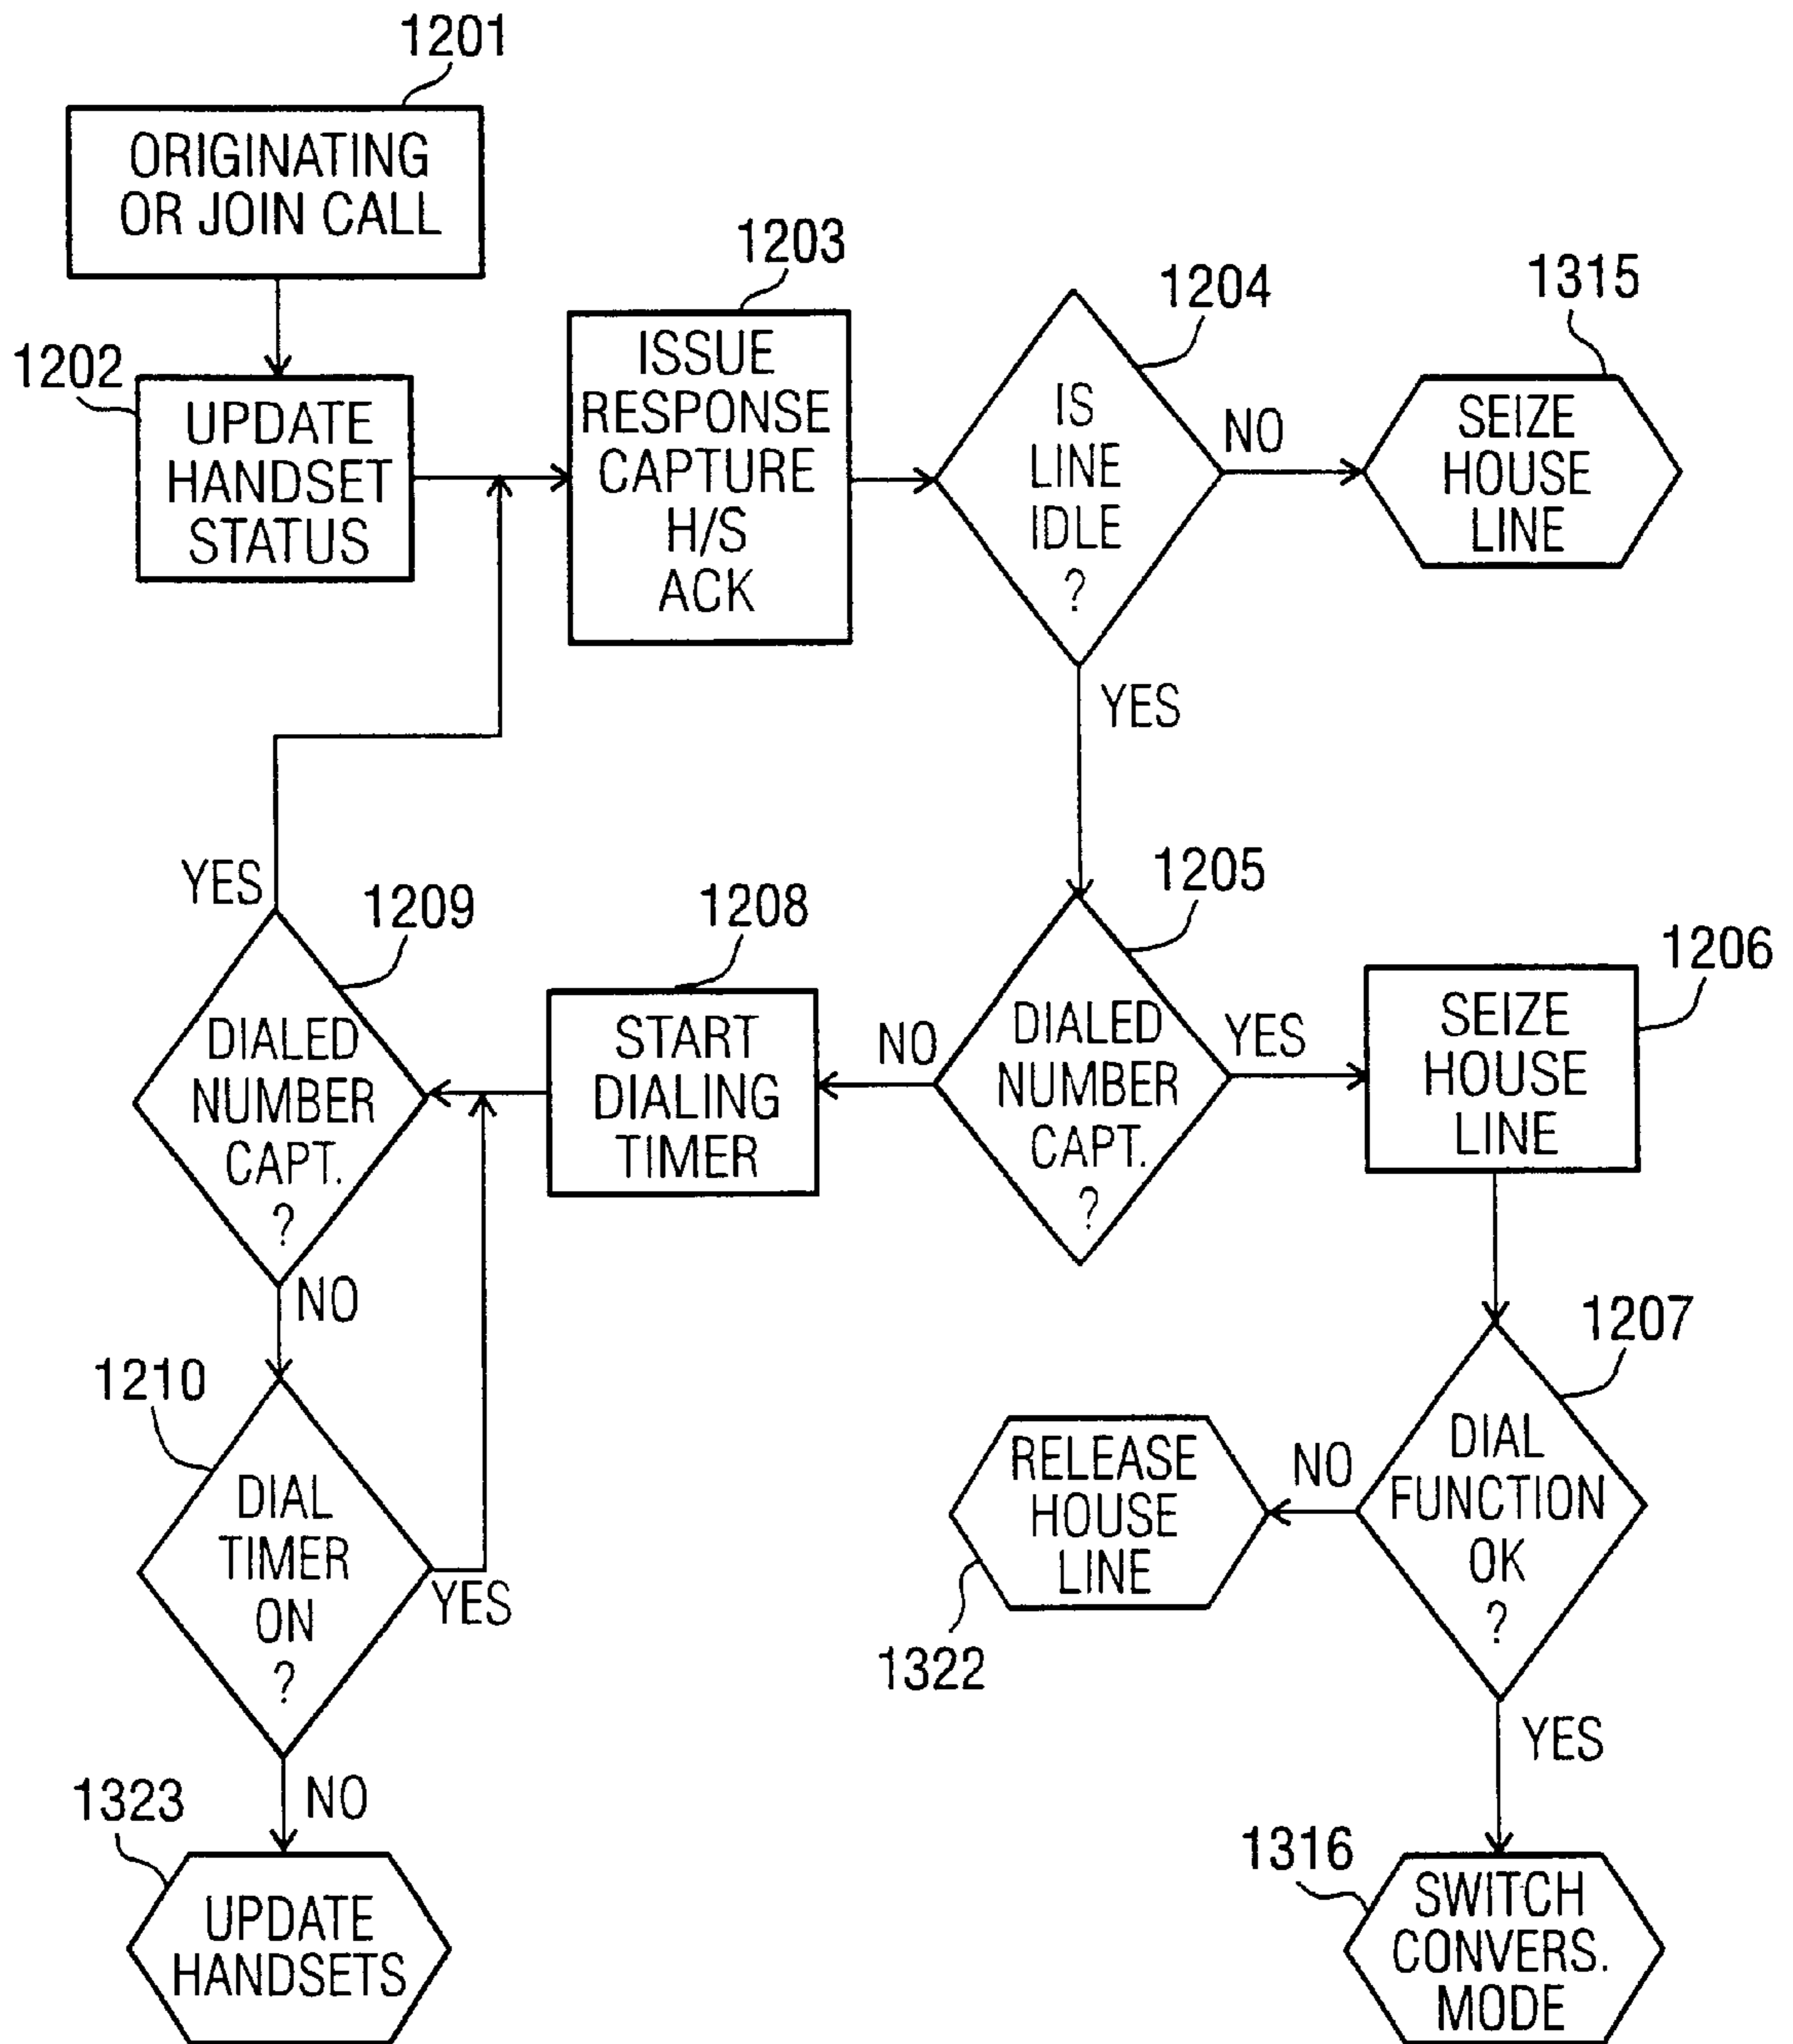 1201
ORIGINATING
OR JOIN CALL
1202
UPDATE
HANDSET
STATUS
1203
ISSUE
RESPONSE
CAPTURE
H/S
ACK
1204
IS
LINE
IDLE
?
NO
1315
SEIZE
HOUSE
LINE
YES
1205
DIALED
NUMBER
CAPT.
?
YES
1206
SEIZE
HOUSE
LINE
NO
1208
START
DIALING
TIMER
YES
1209
DIALED
NUMBER
CAPT.
?
NO
1210
DIAL
TIMER
ON
?
YES
NO
1323
UPDATE
HANDSETS
1207
DIAL
FUNCTION
OK
?
NO
RELEASE
HOUSE
LINE
1322
YES
1316
SWITCH
CONVERS.
MODE